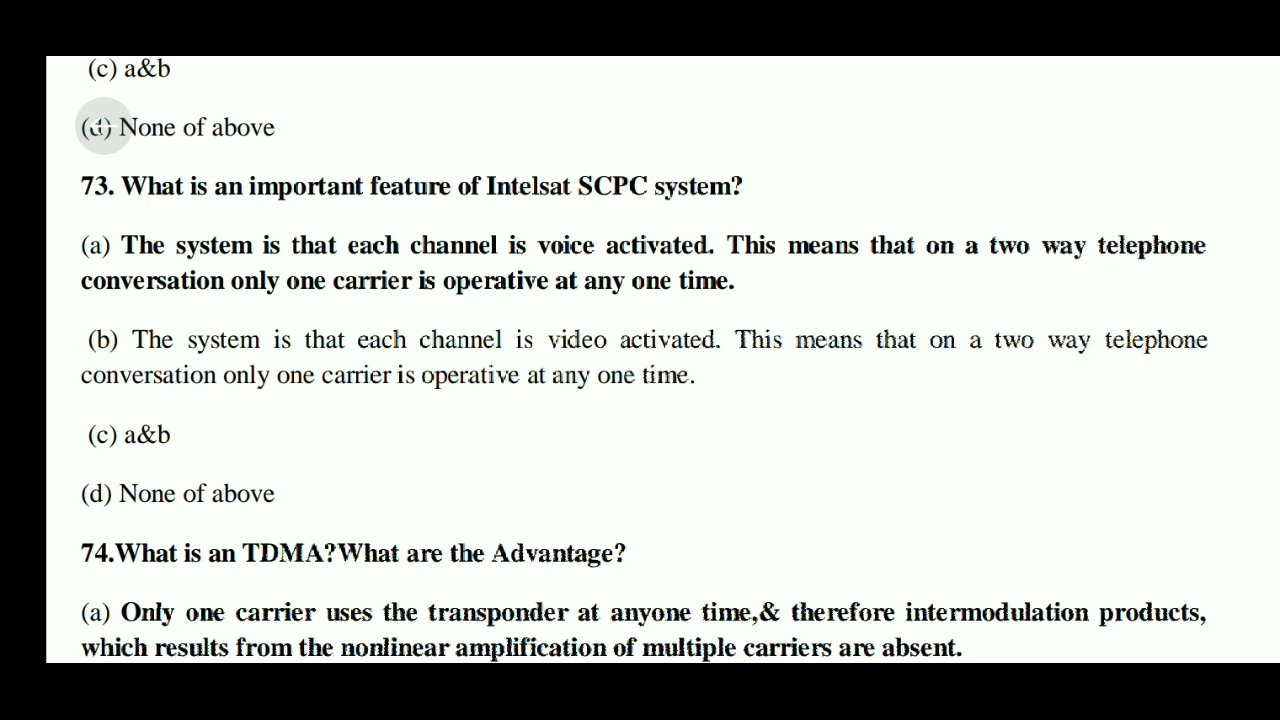 (c) a&b
(d) None of above
73. What is an important feature of Intelsat SCPC system?
(a) The system is that each channel is voice activated. This means that on a two way telephone
conversation only one carrier is operative at any one time.
(b) The system is that each channel is video activated. This means that on a two way telephone
conversation only one carrier is operative at any one time.
(c) a&b
(d) None of above
74.What is an TDMA?What are the Advantage?
(a) Only one carrier uses the transponder at anyone time,& therefore intermodulation products,
which results from the nonlinear amplification of multiple carriers are absent.